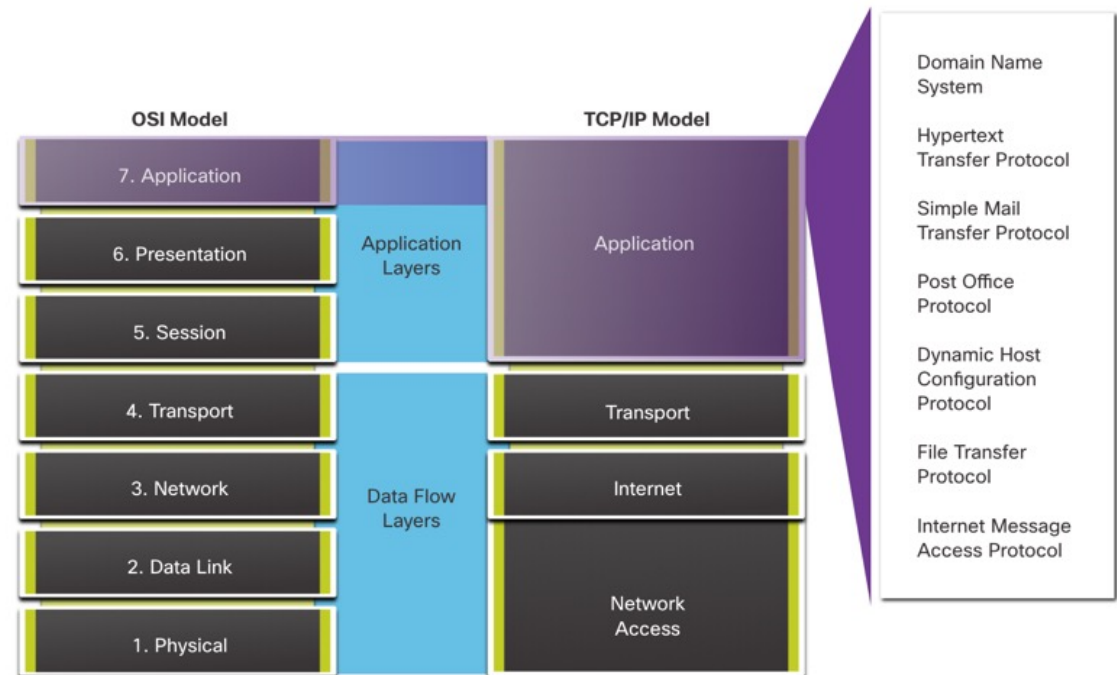 OSI Model
7. Application
6. Presentation
5. Session
4. Transport
3. Network
2. Data Link
1. Physical
Application
Layers
Data Flow
Layers
TCP/IP Model
Application
Transport
Internet
Network
Access
Domain Name
System
Hypertext
Transfer Protocol
Simple Mail
Transfer Protocol
Post Office
Protocol
Dynamic Host
Configuration
Protocol
File Transfer
Protocol
Internet Message
Access Protocol